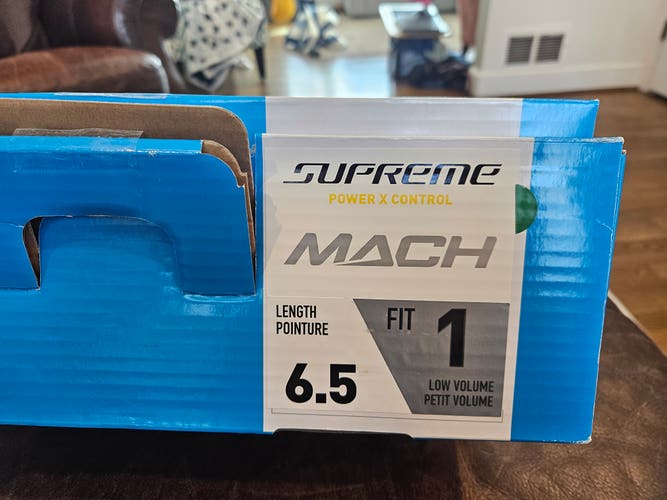 SUPREME
POWER X CONTROL
MACH
LENGTH
POINTURE
6.5
FIT 1
LOW VOLUME
PETIT VOLUME